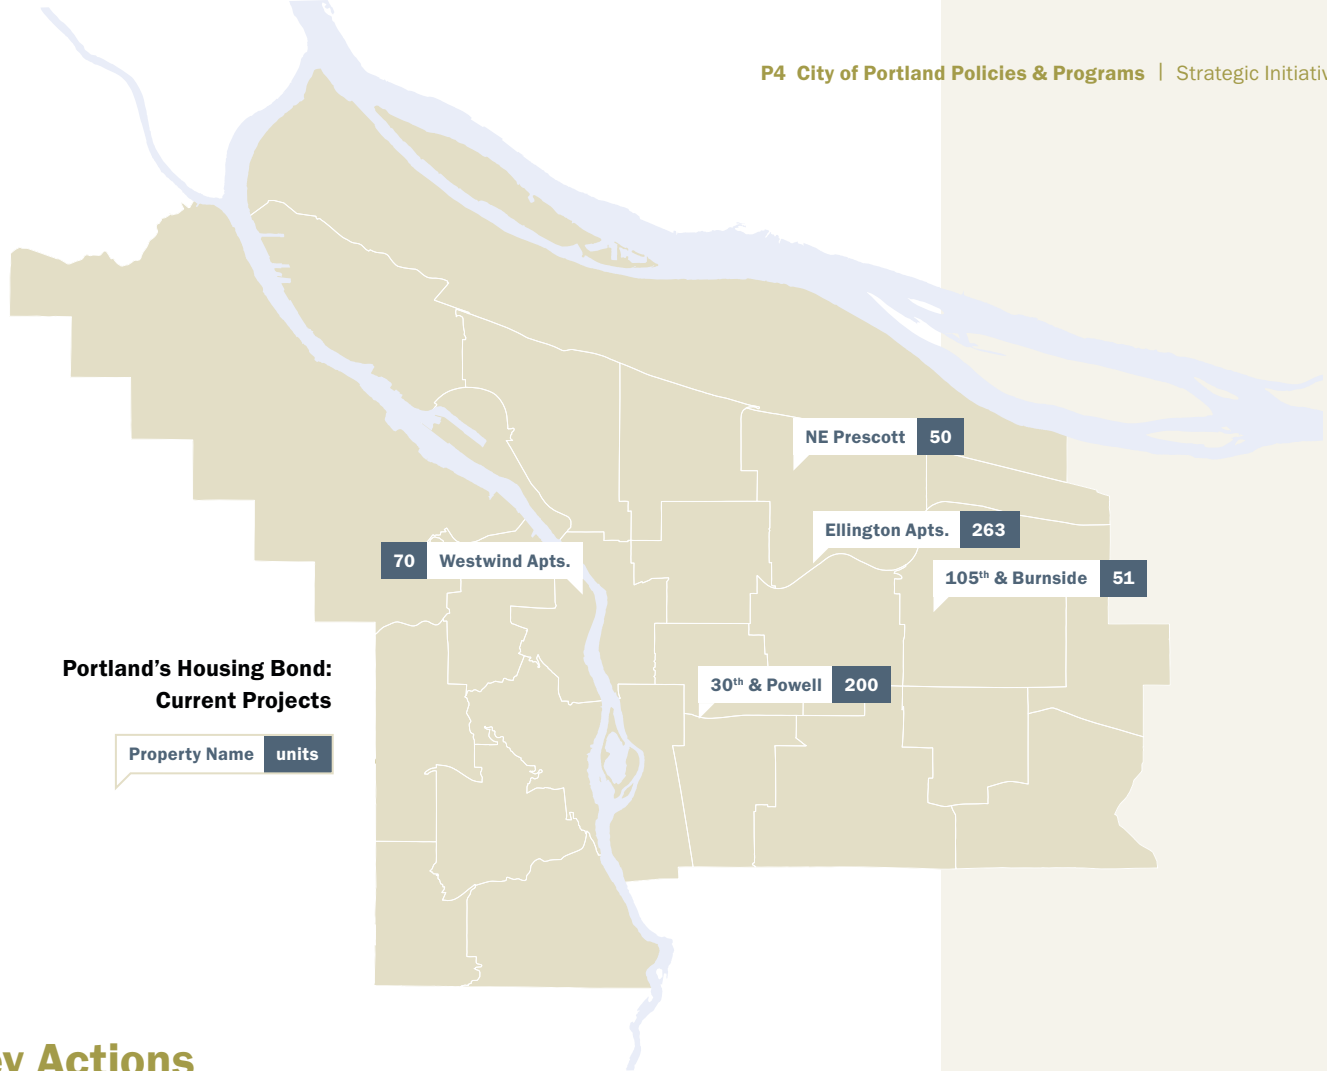 P4 City of Portland Policies & Programs | Strategic
NE Prescott 50
Ellington Apts. 263
70 Westwind Apts.
105th & Burnside 51
30th & Powell 200
Portland's Housing Bond:
Current Projects
Property Name units
Actions